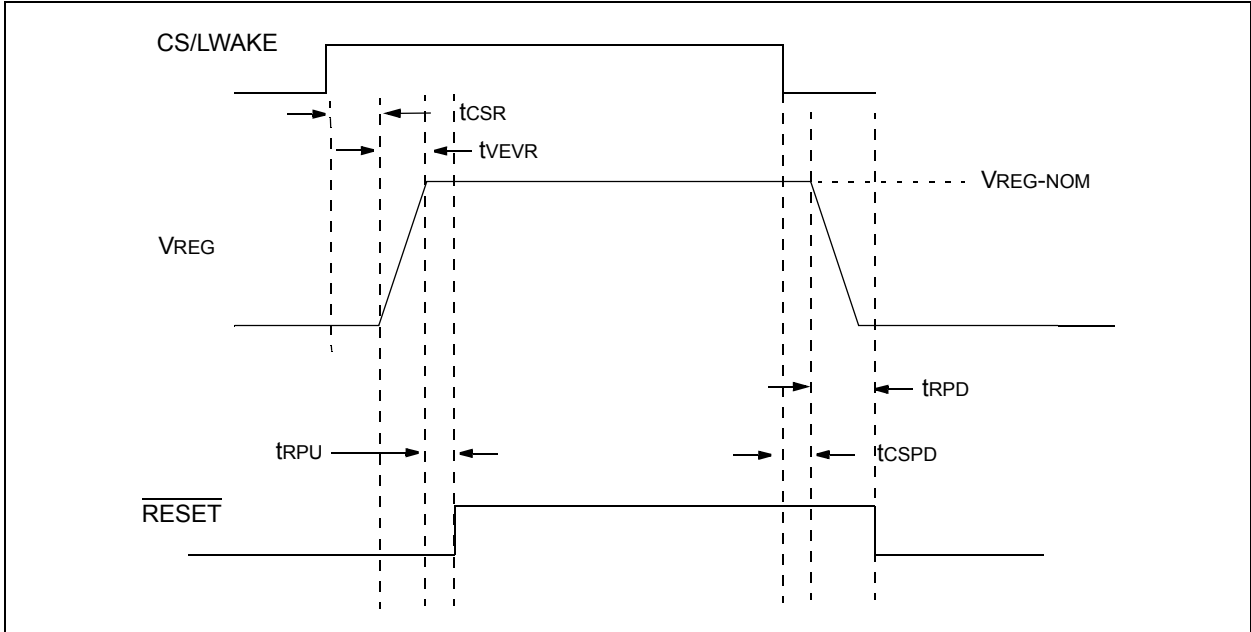 CS/LWAKE
tCSR
tVEVR
VREG-NOM
VREG
tRPD
tRPU
tCSPD
RESET